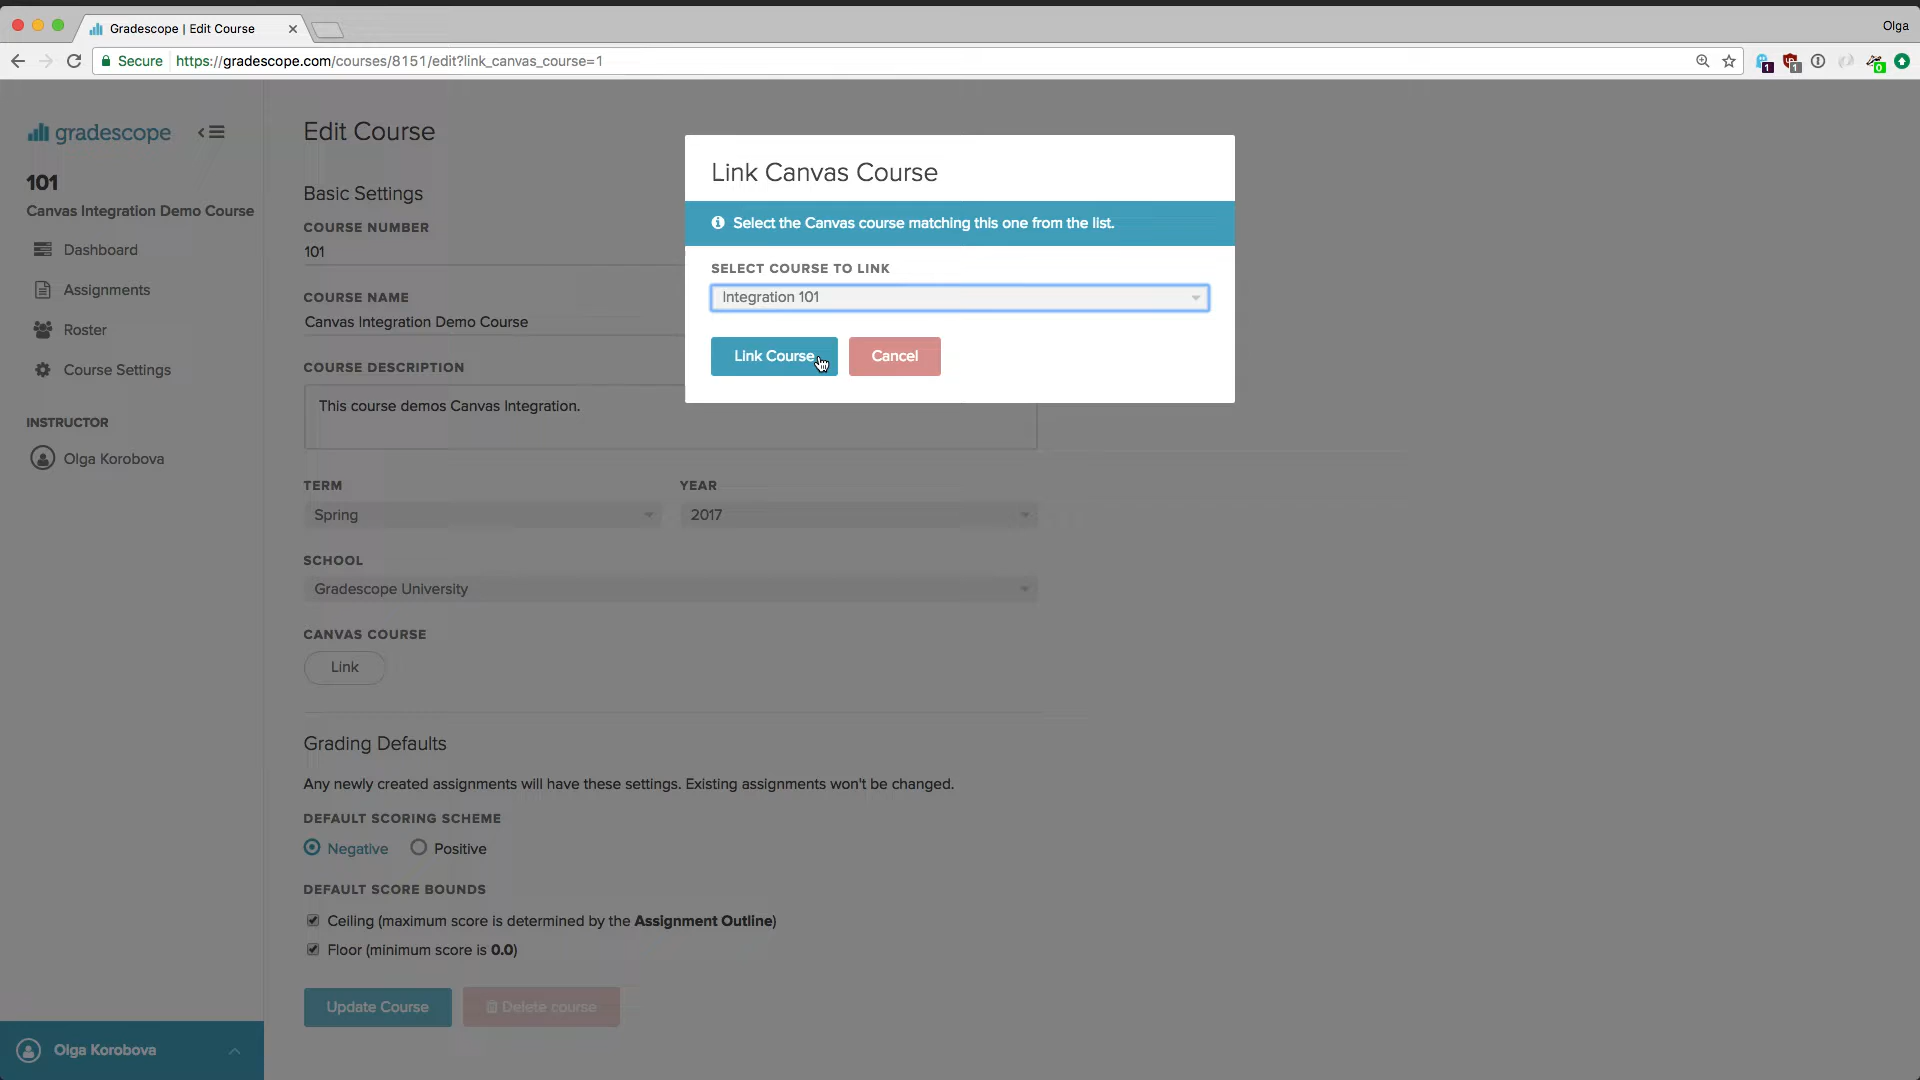 Gradescope | Edit Course
Olga
Secure https://gradescope.com/courses/8151/edit?link_canvas_course=1
1
1
0
gradescope
101
Canvas Integration Demo Course
Dashboard
Assignments
Roster
Course Settings
INSTRUCTOR
Olga Korobova
Olga Korobova
Edit Course
Basic Settings
COURSE NUMBER
101
COURSE NAME
Canvas Integration Demo Course
COURSE DESCRIPTION
This course demos Canvas Integration.
TERM YEAR
Spring 2017
SCHOOL
Gradescope University
CANVAS COURSE
Link
Grading Defaults
Any newly created assignments will have these settings. Existing assignments won't be changed.
DEFAULT SCORING SCHEME
Negative Positive
DEFAULT SCORE BOUNDS
Ceiling (maximum score is determined by the Assignment Outline)
Floor (minimum score is 0.0)
Update Course Delete course
Link Canvas Course
Select the Canvas course matching this one from the list.
SELECT COURSE TO LINK
Integration 101
Link Course Cancel